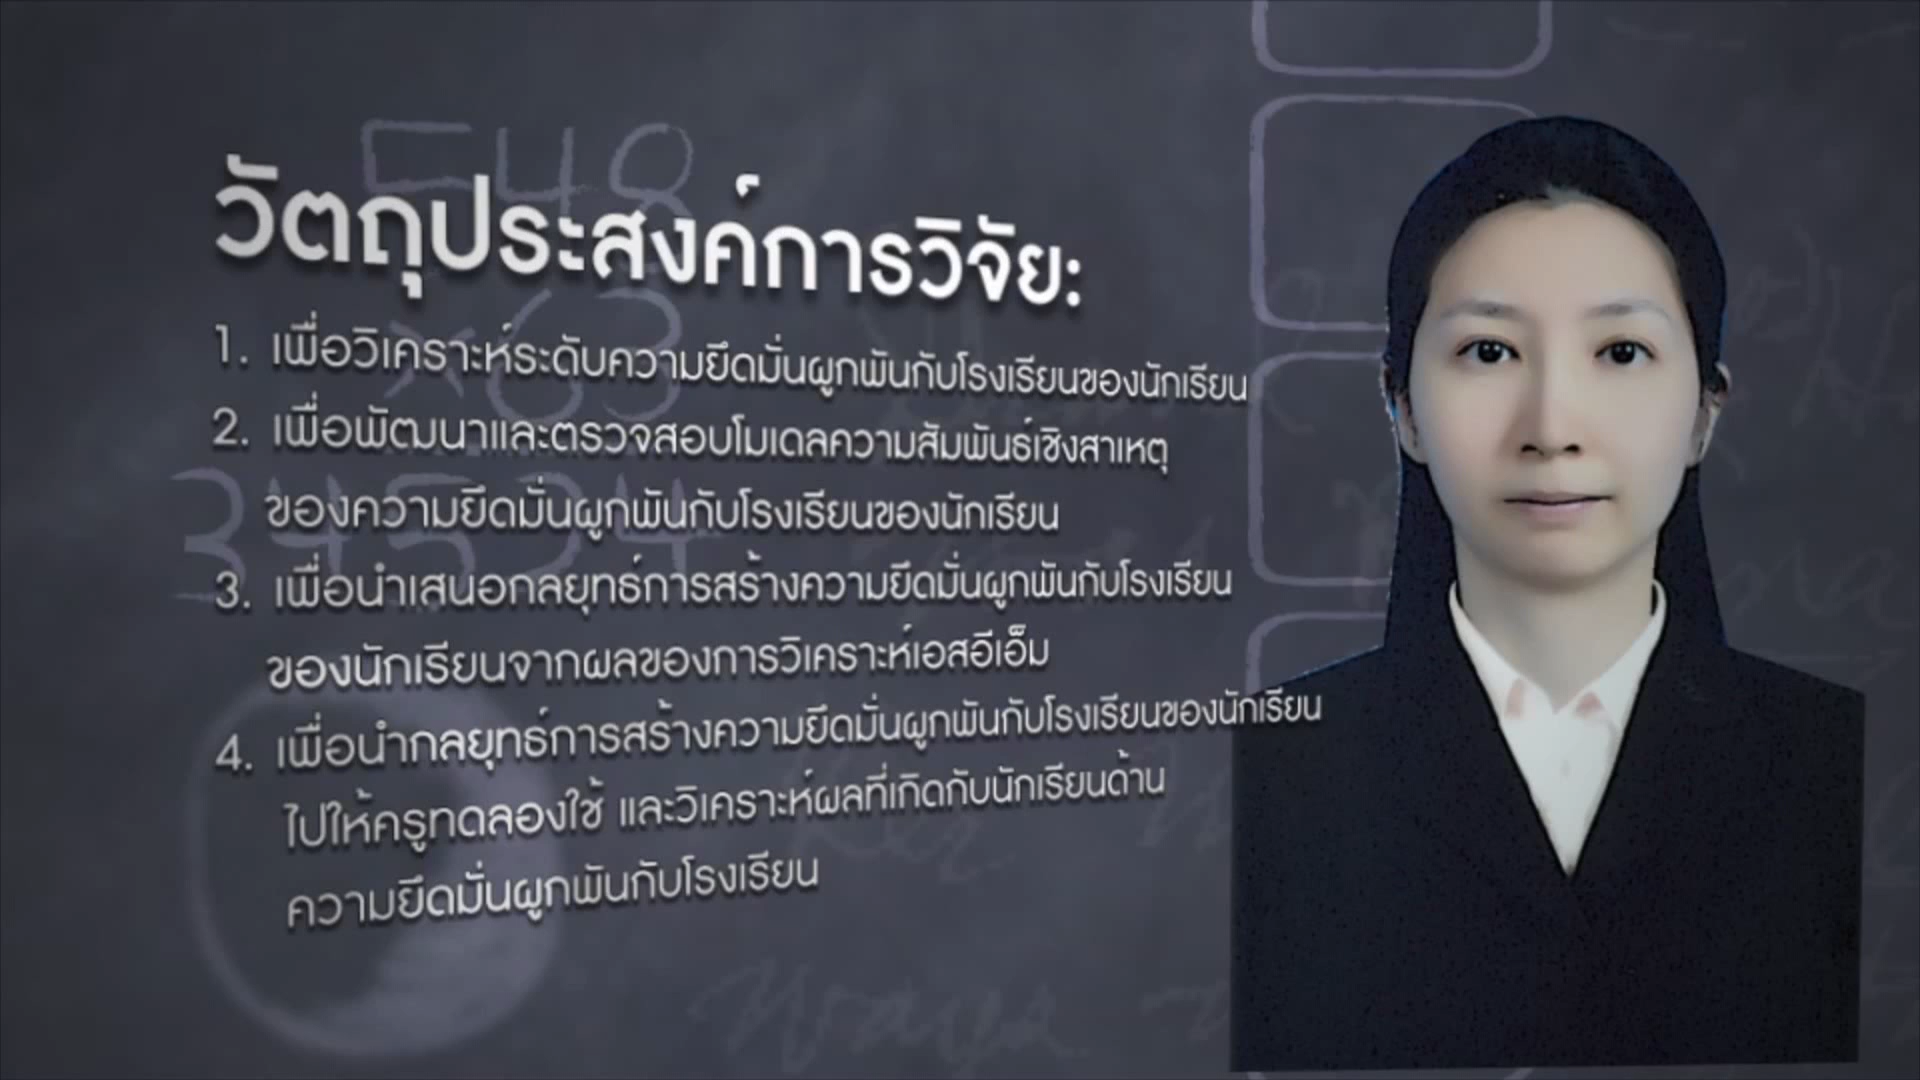 วัตถุประสงค์การวิจัย:
1. เพื่อวิเคราะห์ระดับความยึดมั่นผูกพันกับโรงเรียนของนักเรียน
2. เพื่อพัฒนาและตรวจสอบโมเดลความสัมพันธ์เชิงสาเหตุ
ของความยึดมั่นผูกพันกับโรงเรียนของนักเรียน
3. เพื่อนำเสนอกลยุทธ์การสร้างความยึดมั่นผูกพันกับโรงเรียน
ของนักเรียนจากผลของการวิเคราะห์เอสอีเอ็ม
4. เพื่อนำกลยุทธ์การสร้างความยึดมั่นผูกพันกับโรงเรียนของนักเรียน
ไปให้ครูทดลองใช้ และวิเคราะห์ผลที่เกิดกับนักเรียนด้าน
ความยึดมั่นผูกพันกับโรงเรียน
548
×63
34524